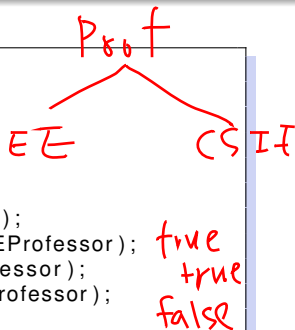 Prof
EE CSIE
);
EProfessor); true
essor); true
rofessor); false